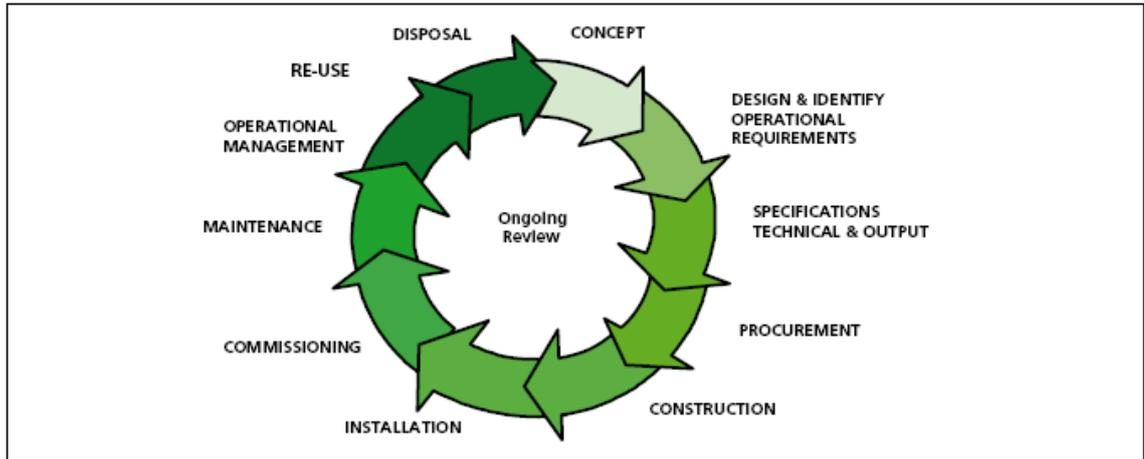 DISPOSAL
CONCEPT
RE-USE
DESIGN & IDENTIFY
OPERATIONAL
REQUIREMENTS
OPERATIONAL
MANAGEMENT
SPECIFICATIONS
TECHNICAL & OUTPUT
MAINTENANCE
Ongoing
Review
PROCUREMENT
COMMISSIONING
CONSTRUCTION
INSTALLATION